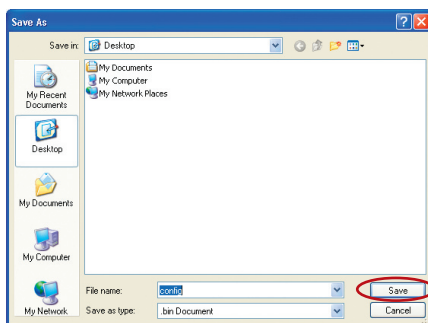 Save As
Save in:
Desktop
My Recent
Documents
Desktop
My Documents
My Computer
My Network
My Documents
My Computer
My Network Places
File name:
config
Save
Save as type:
.bin Document
Cancel